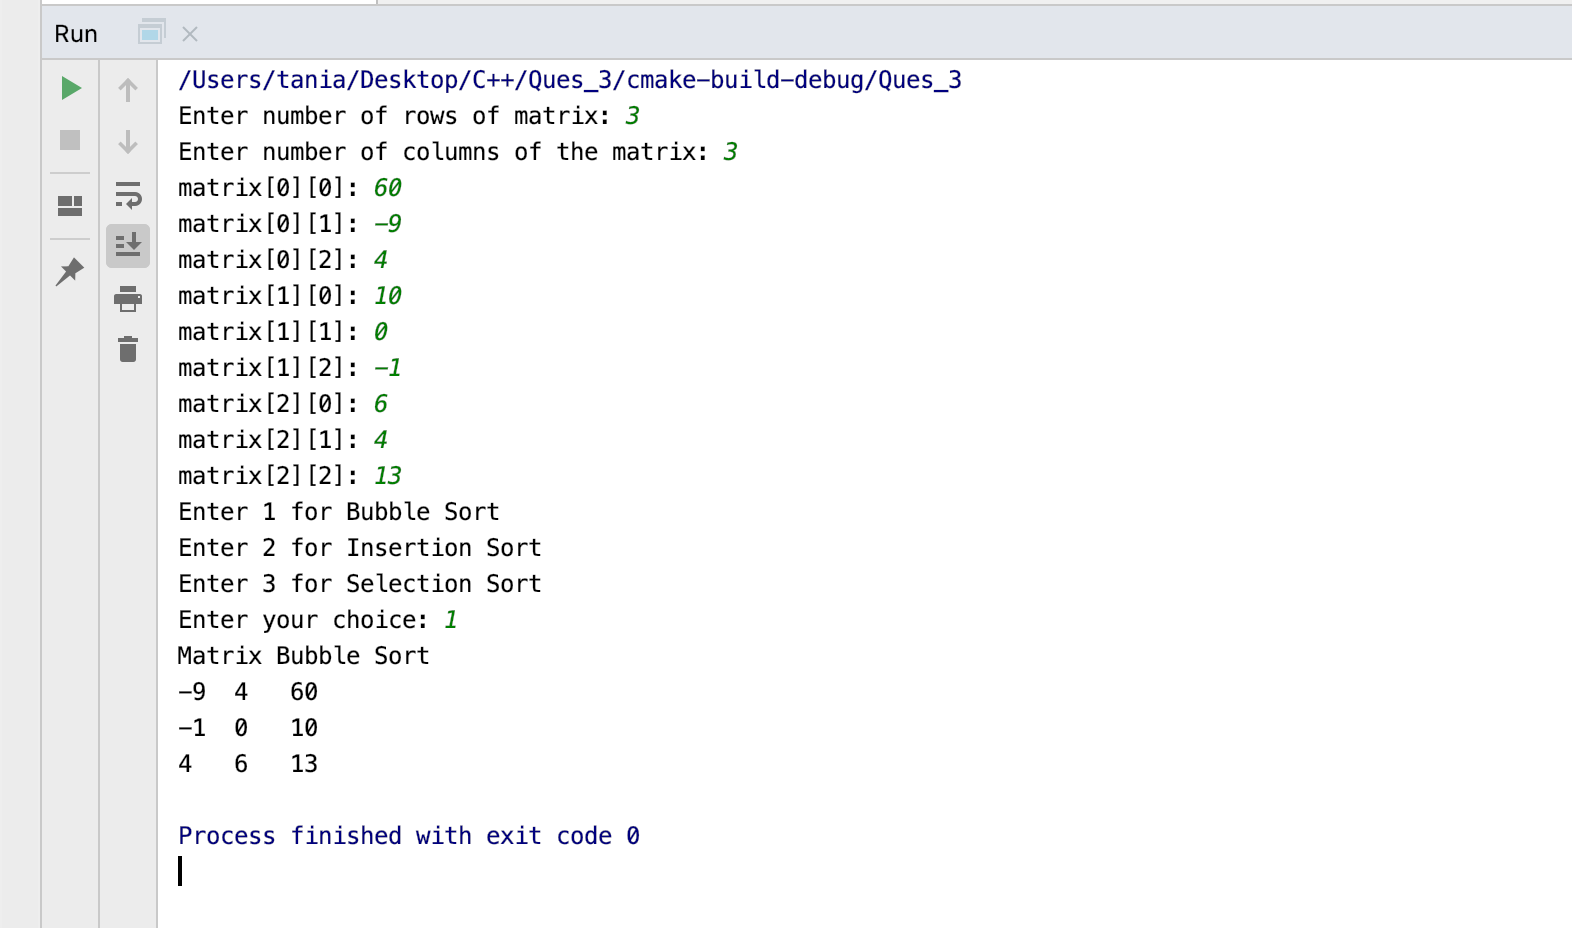 Run
/Users/tania/Desktop/C++/Ques_3/cmake-build-debug/Ques_3
Enter number of rows of matrix: 3
Enter number of columns of the matrix: 3
matrix[0][0]: 60
matrix[0][1]: -9
matrix[0][2]: 4
matrix[1][0]: 10
matrix[1][1]: 0
matrix[1][2]: -1
matrix[2][0]: 6
matrix[2][1]: 4
matrix[2][2]: 13
Enter 1 for Bubble Sort
Enter 2 for Insertion Sort
Enter 3 for Selection Sort
Enter your choice: 1
Matrix Bubble Sort
-9  4   60
-1  0   10
4   6   13
Process finished with exit code 0